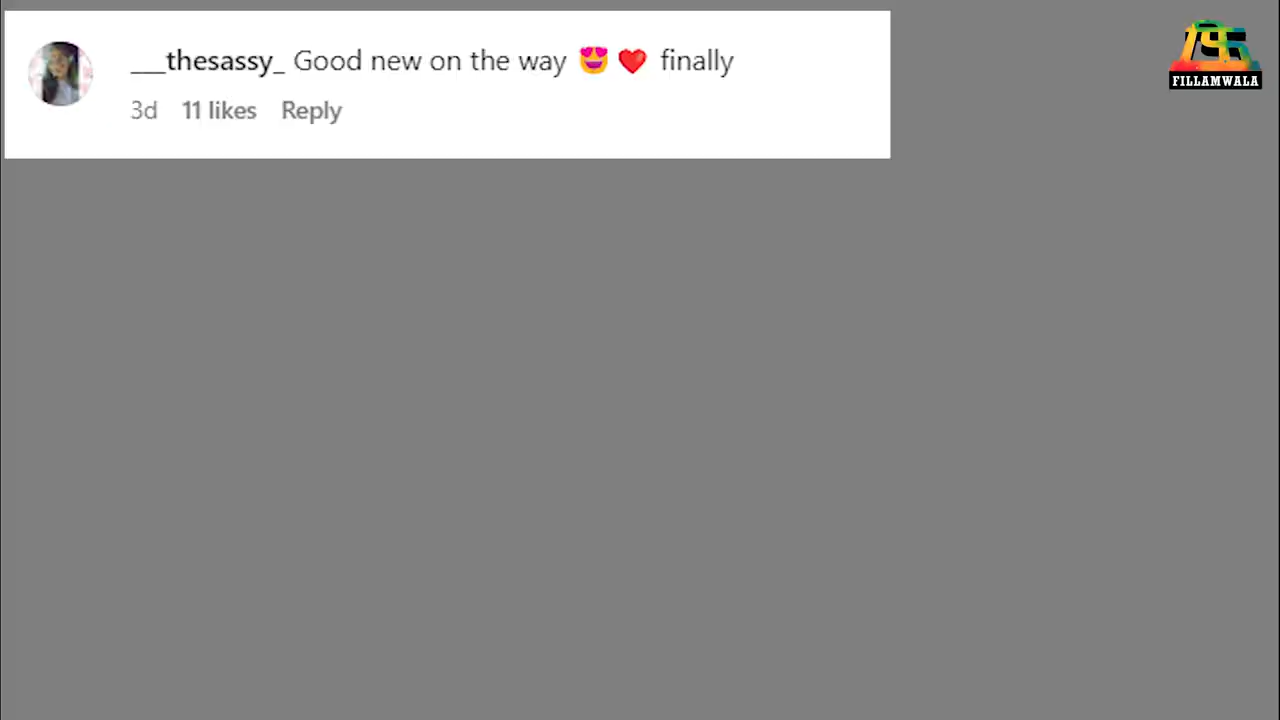 ___thesassy_ Good new on the way 😍 ❤️ finally
3d 11 likes Reply
FILLAMWALA